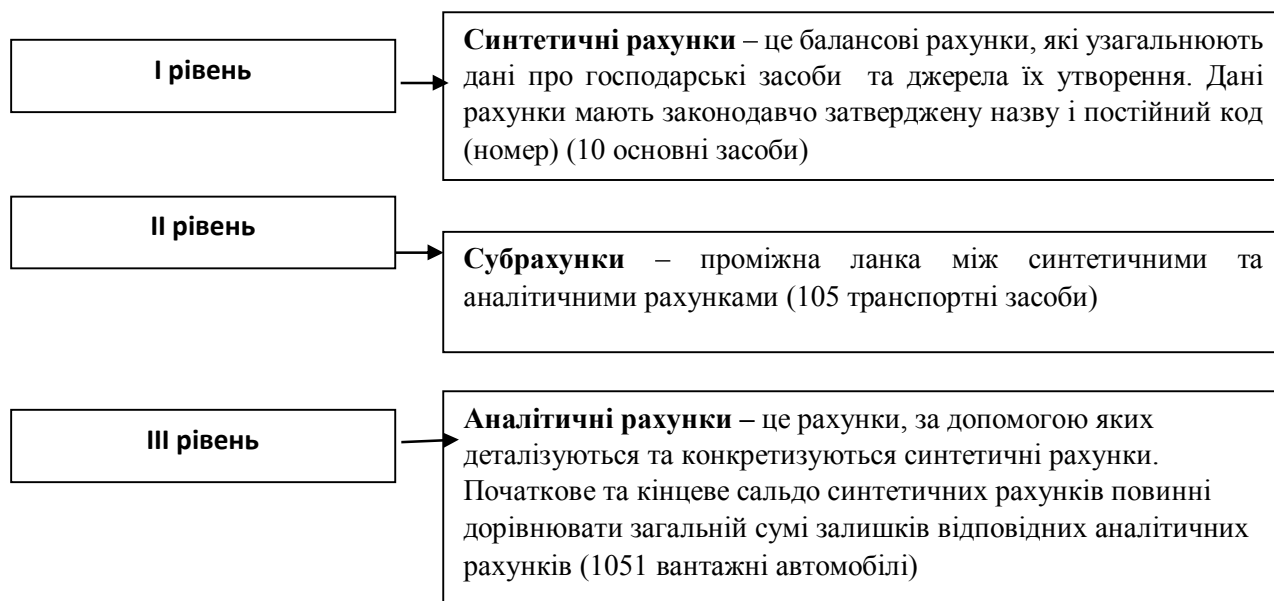 І рівень
Синтетичні рахунки – це балансові рахунки, які узагальнюють
дані про господарські засоби та джерела їх утворення. Дані
рахунки мають законодавчо затверджену назву і постійний код
(номер) (10 основні засоби)
ІІ рівень
Субрахунки – проміжна ланка між синтетичними та
аналітичними рахунками (105 транспортні засоби)
ІІІ рівень
Аналітичні рахунки – це рахунки, за допомогою яких
деталізуються та конкретизуються синтетичні рахунки.
Початкове та кінцеве сальдо синтетичних рахунків повинні
дорівнювати загальній сумі залишків відповідних аналітичних
рахунків (1051 вантажні автомобілі)